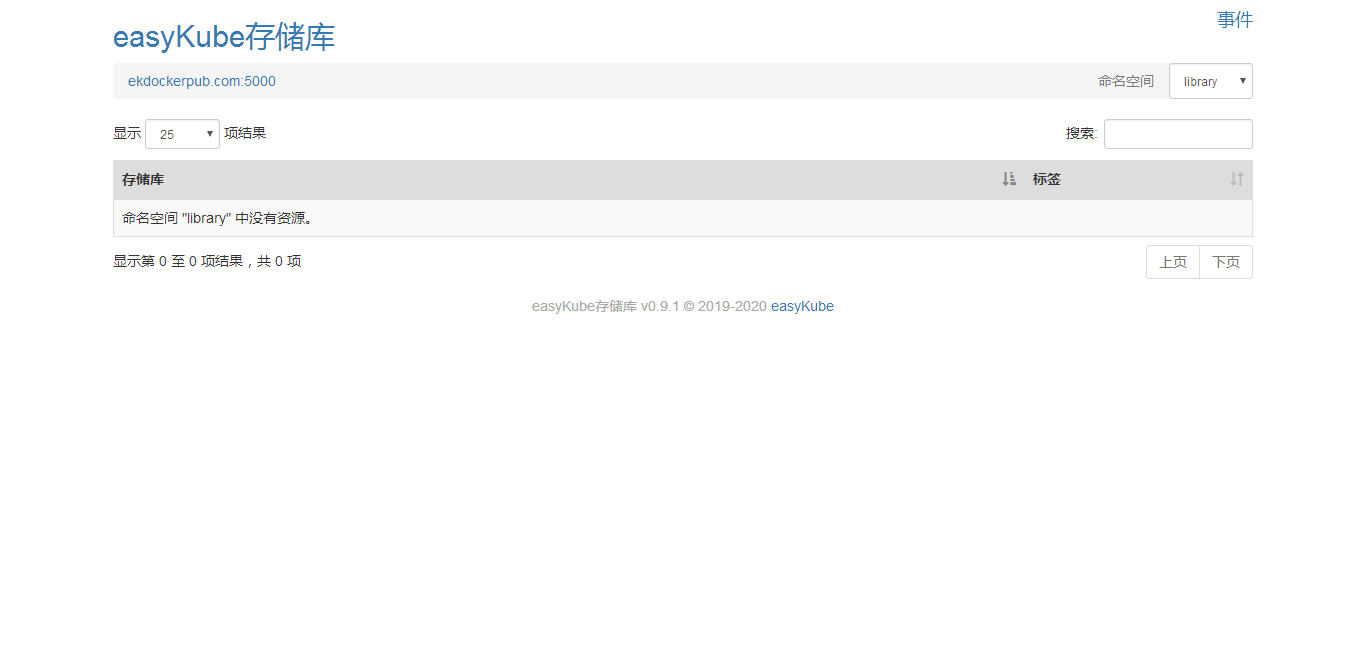 事件
easyKube存储库
ekdockerpub.com:5000 命名空间 library
显示 25 项结果 搜索:
存储库 标签
命名空间 "library" 中没有资源。
显示第 0 至 0 项结果，共 0 项 上页 下页
easyKube存储库 v0.9.1 © 2019-2020 easyKube